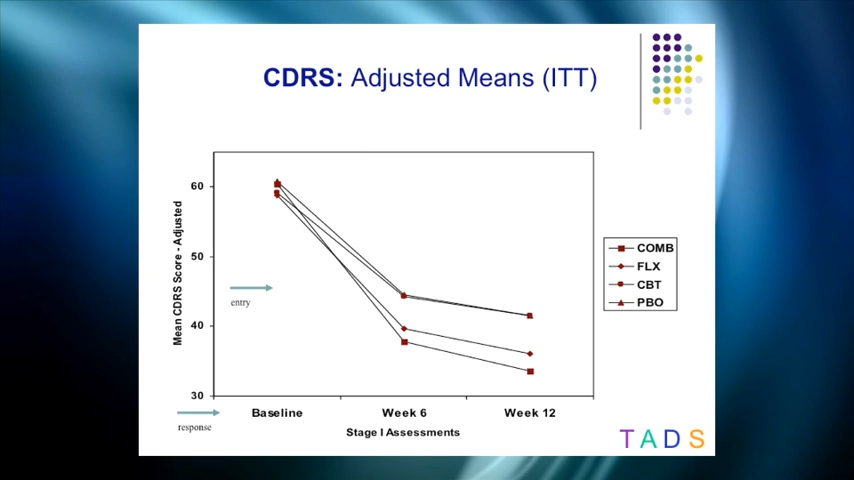 CDRS: Adjusted Means (ITT)
Mean CDRS Score - Adjusted
60
50
40
30
entry
response
Baseline
Week 6
Week 12
Stage I Assessments
COMB
FLX
CBT
PBO
TADS